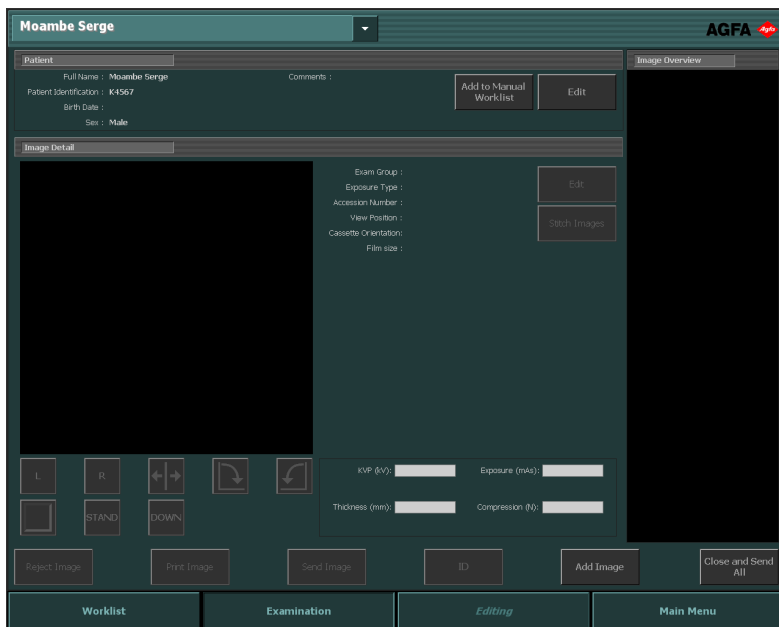 Moambe Serge
AGFA Agfa
Patient
Full Name : Moambe Serge
Comments :
Patient Identification : K4567
Birth Date :
Sex : Male
Add to Manual
Worklist
Edit
Image Overview
Image Detail
Exam Group :
Exposure Type :
Accession Number :
View Position :
Cassette Orientation:
Film size :
Edit
Stitch Images
L
R
STAND
DOWN
KVP (kV):
Exposure (mAs):
Thickness (mm):
Compression (N):
Reject Image
Print Image
Send Image
ID
Add Image
Close and Send
All
Worklist
Examination
Editing
Main Menu